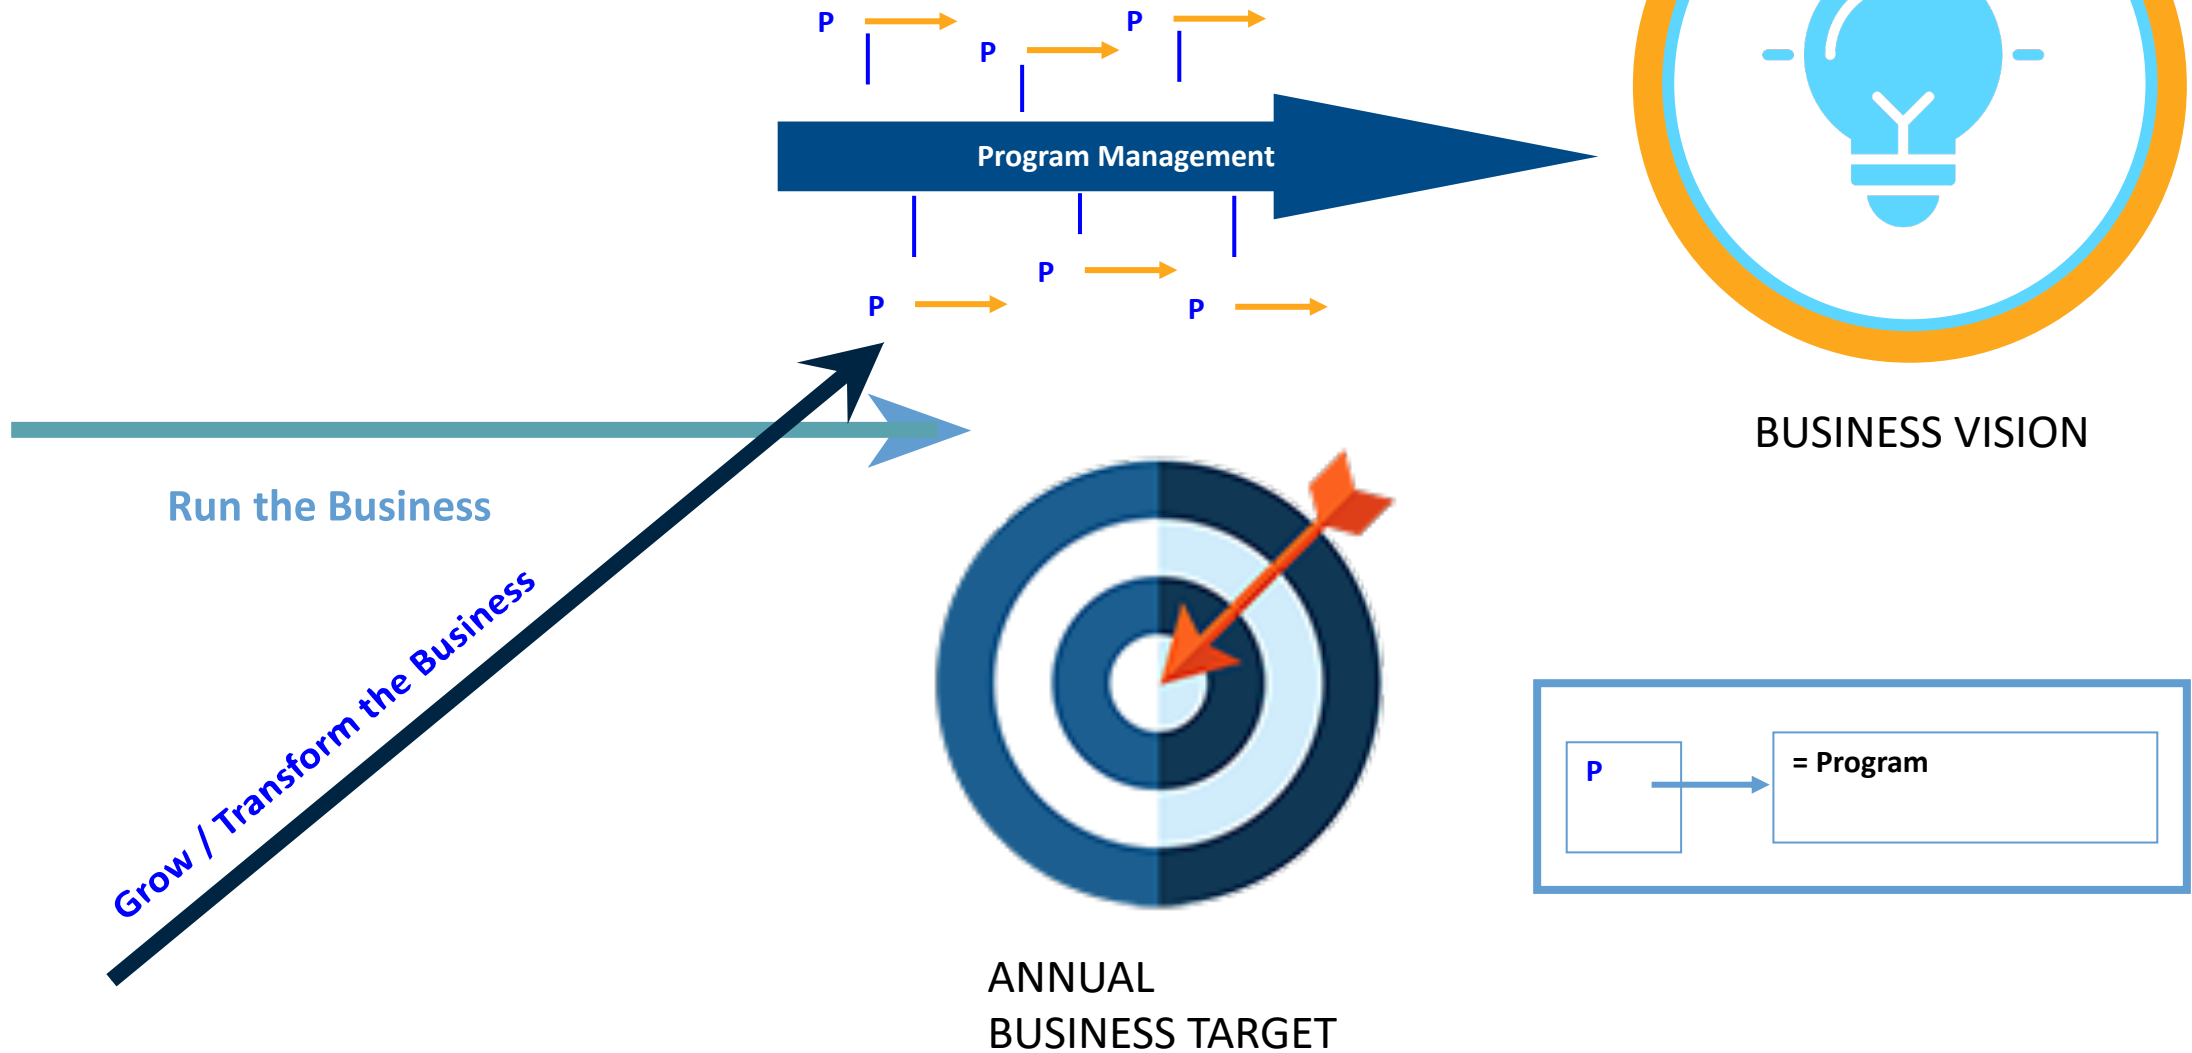 P
P
P
Program Management
P
P
P
BUSINESS VISION
Run the Business
Grow / Transform the Business
P
= Program
ANNUAL
BUSINESS TARGET